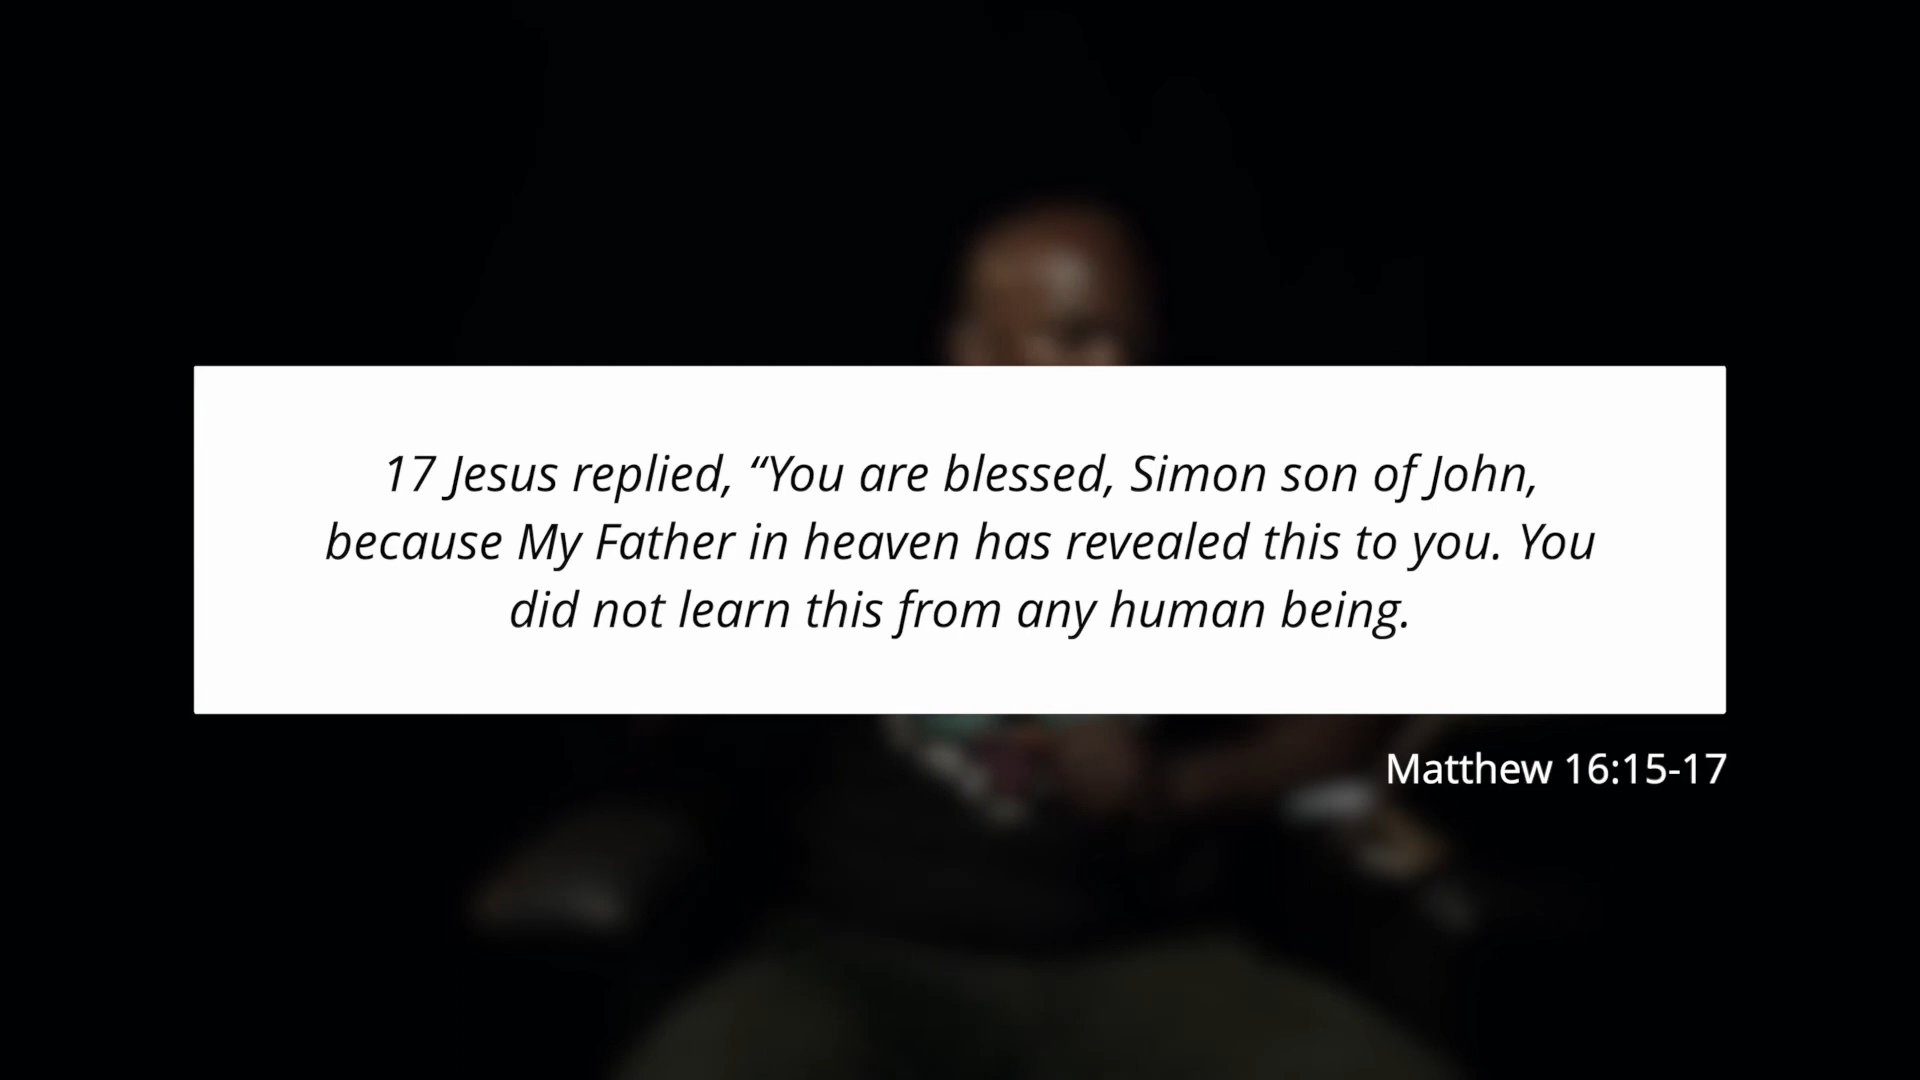 17 Jesus replied, “You are blessed, Simon son of John,
because My Father in heaven has revealed this to you. You
did not learn this from any human being.
Matthew 16:15-17